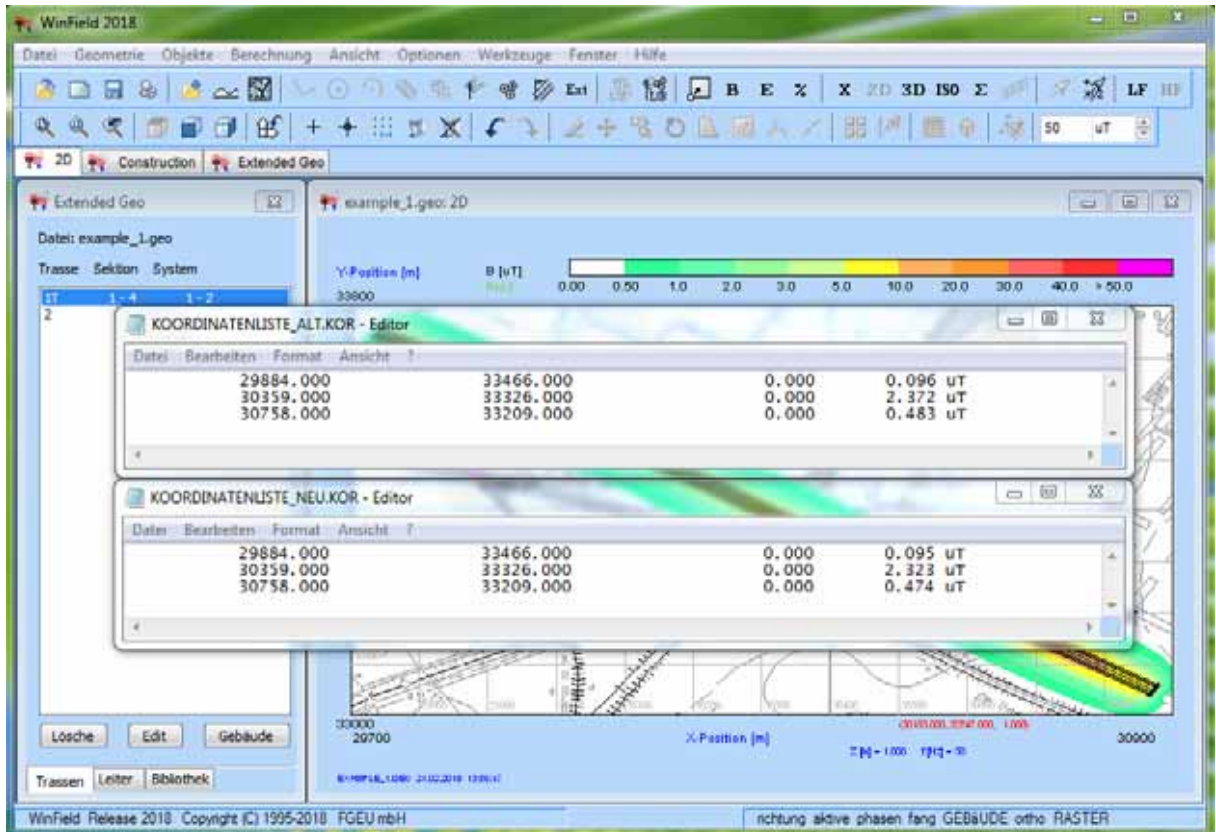 WinField 2018
Datei Geometrie Objekte Berechnung Ansicht Optionen Werkzeuge Fenster Hilfe
Ext B E % X 2D 3D ISO Σ LF HF
50 uT
2D Construction Extended Geo
Extended Geo
Datei: example_1.geo
Trasse Sektion System
1T 1 - 4 1 - 2
2
example_1.geo: 2D
Y-Position [m] B [uT]
0.00 0.50 1.0 2.0 3.0 5.0 10.0 20.0 30.0 40.0 > 50.0
33800
KOORDINATENLISTE_ALT.KOR - Editor
Datei Bearbeiten Format Ansicht ?
29884.000 33466.000 0.000 0.096 uT
30359.000 33326.000 0.000 2.372 uT
30758.000 33209.000 0.000 0.483 uT
KOORDINATENLISTE_NEU.KOR - Editor
Datei Bearbeiten Format Ansicht ?
29884.000 33466.000 0.000 0.095 uT
30359.000 33326.000 0.000 2.323 uT
30758.000 33209.000 0.000 0.474 uT
33000
29700 X-Position [m] 30900
Lösche Edit Gebäude
Trassen Leiter Bibliothek
WinField Release 2018 Copyright (C) 1995-2018 FGEU mbH
richtung aktive phasen fang GEBäUDE ortho RASTER